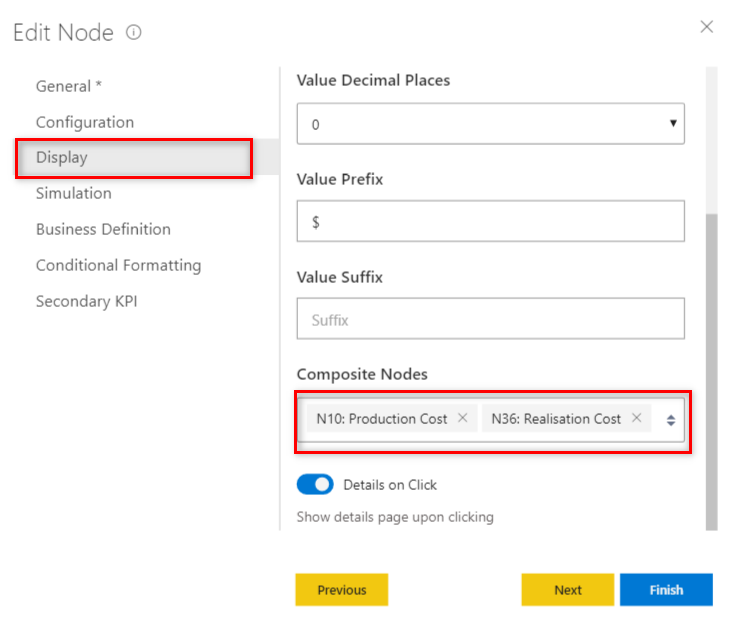 Edit Node
General *
Configuration
Display
Simulation
Business Definition
Conditional Formatting
Secondary KPI
Value Decimal Places
0
Value Prefix
$
Value Suffix
Suffix
Composite Nodes
N10: Production Cost N36: Realisation Cost
Details on Click
Show details page upon clicking
Previous Next Finish